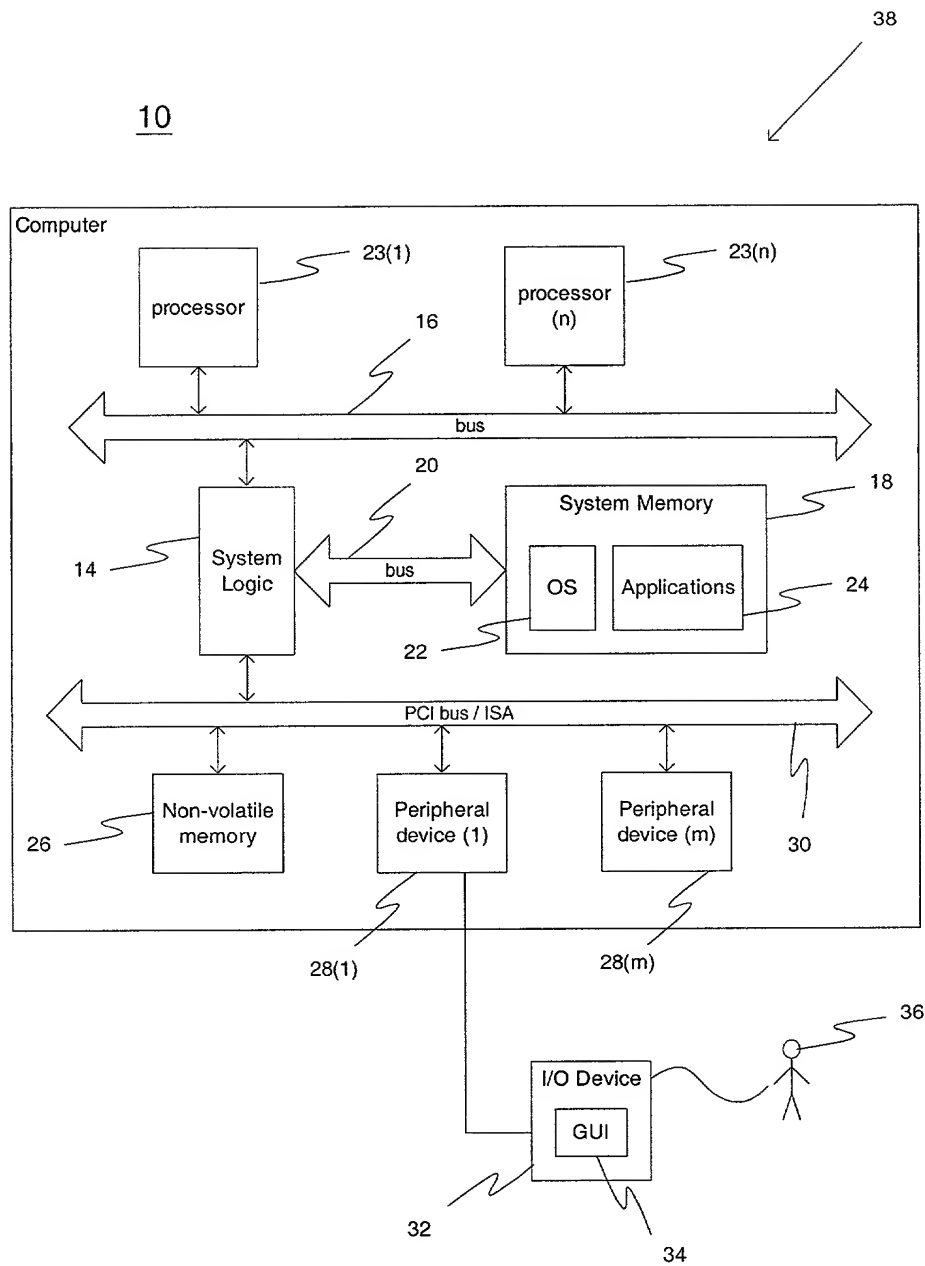 38
10
Computer
23(1)
23(n)
processor
processor
(n)
16
bus
20
18
System Memory
14
System
Logic
bus
OS
Applications
24
22
PCI bus / ISA
26
Non-volatile
memory
Peripheral
device (1)
Peripheral
device (m)
30
28(1)
28(m)
36
I/O Device
GUI
32
34